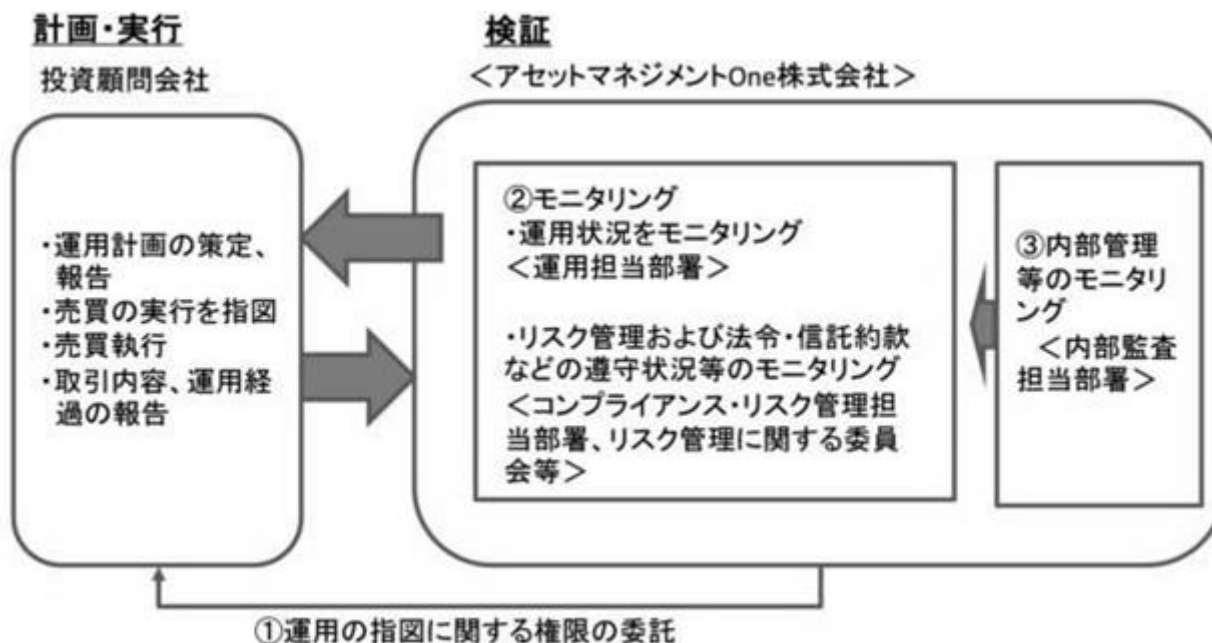 計画・実行
投資顧問会社
・運用計画の策定、
報告
・売買の実行を指図
・売買執行
・取引内容、運用経
過の報告
検証
＜アセットマネジメントOne株式会社＞
②モニタリング
・運用状況をモニタリング
＜運用担当部署＞
・リスク管理および法令・信託約款
などの遵守状況等のモニタリング
＜コンプライアンス・リスク管理担
当部署、リスク管理に関する委員
会等＞
③内部管理
等のモニタリ
ング
＜内部監査
担当部署＞
①運用の指図に関する権限の委託